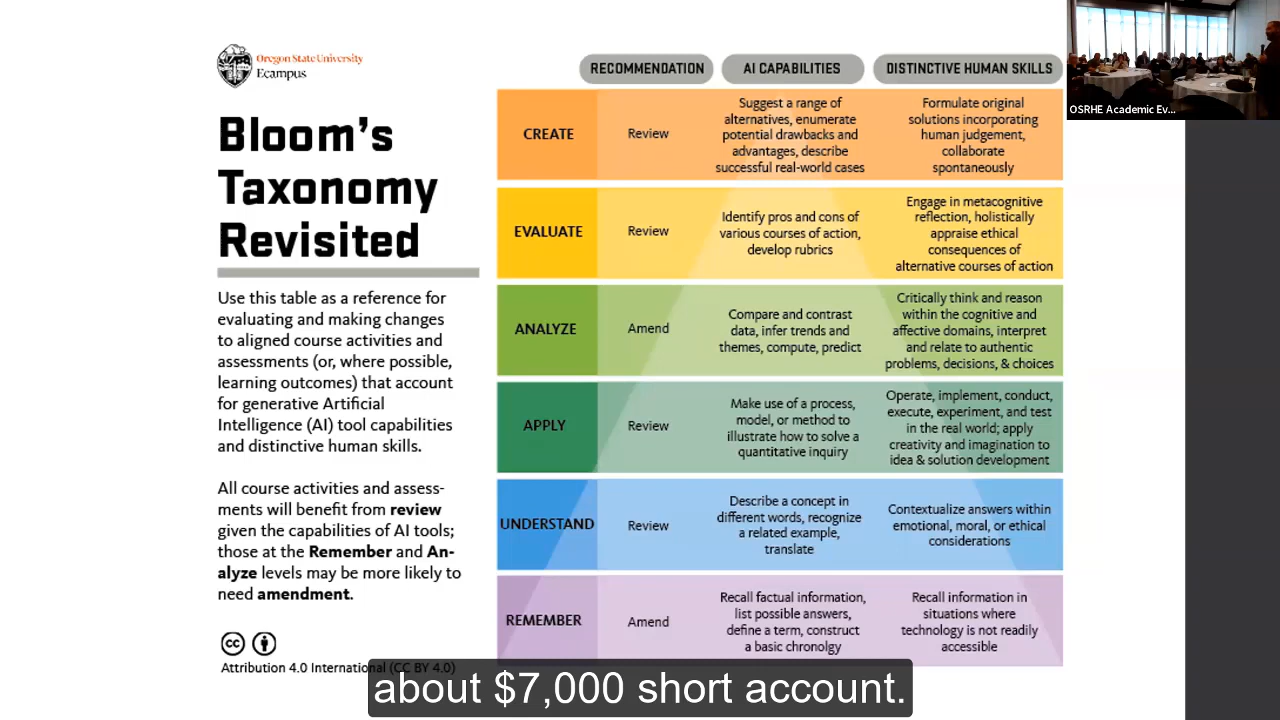 Oregon State University
Ecampus
Bloom's
Taxonomy
Revisited
Use this table as a reference for
evaluating and making changes
to aligned course activities and
assessments (or, where possible,
learning outcomes) that account
for generative Artificial
Intelligence (AI) tool capabilities
and distinctive human skills.
All course activities and assess-
ments will benefit from review
given the capabilities of AI tools;
those at the Remember and An-
alyze levels may be more likely to
need amendment.
Attribution 4.0 International (CC BY 4.0)
RECOMMENDATION
AI CAPABILITIES
DISTINCTIVE HUMAN SKILLS
CREATE
Review
Suggest a range of
alternatives, enumerate
potential drawbacks and
advantages, describe
successful real-world cases
Formulate original
solutions incorporating
human judgement,
collaborate
spontaneously
EVALUATE
Review
Identify pros and cons of
various courses of action,
develop rubrics
Engage in metacognitive
reflection, holistically
appraise ethical
consequences of
alternative courses of action
ANALYZE
Amend
Compare and contrast
data, infer trends and
themes, compute, predict
Critically think and reason
within the cognitive and
affective domains, interpret
and relate to authentic
problems, decisions, & choices
APPLY
Review
Make use of a process,
model, or method to
illustrate how to solve a
quantitative inquiry
Operate, implement, conduct,
execute, experiment, and test
in the real world; apply
creativity and imagination to
idea & solution development
UNDERSTAND
Review
Describe a concept in
different words, recognize
a related example,
translate
Contextualize answers within
emotional, moral, or ethical
considerations
REMEMBER
Amend
Recall factual information,
list possible answers,
define a term, construct
a basic chronolgy
Recall information in
situations where
technology is not readily
accessible
OSRHE Academic Ev...
about $7,000 short account.